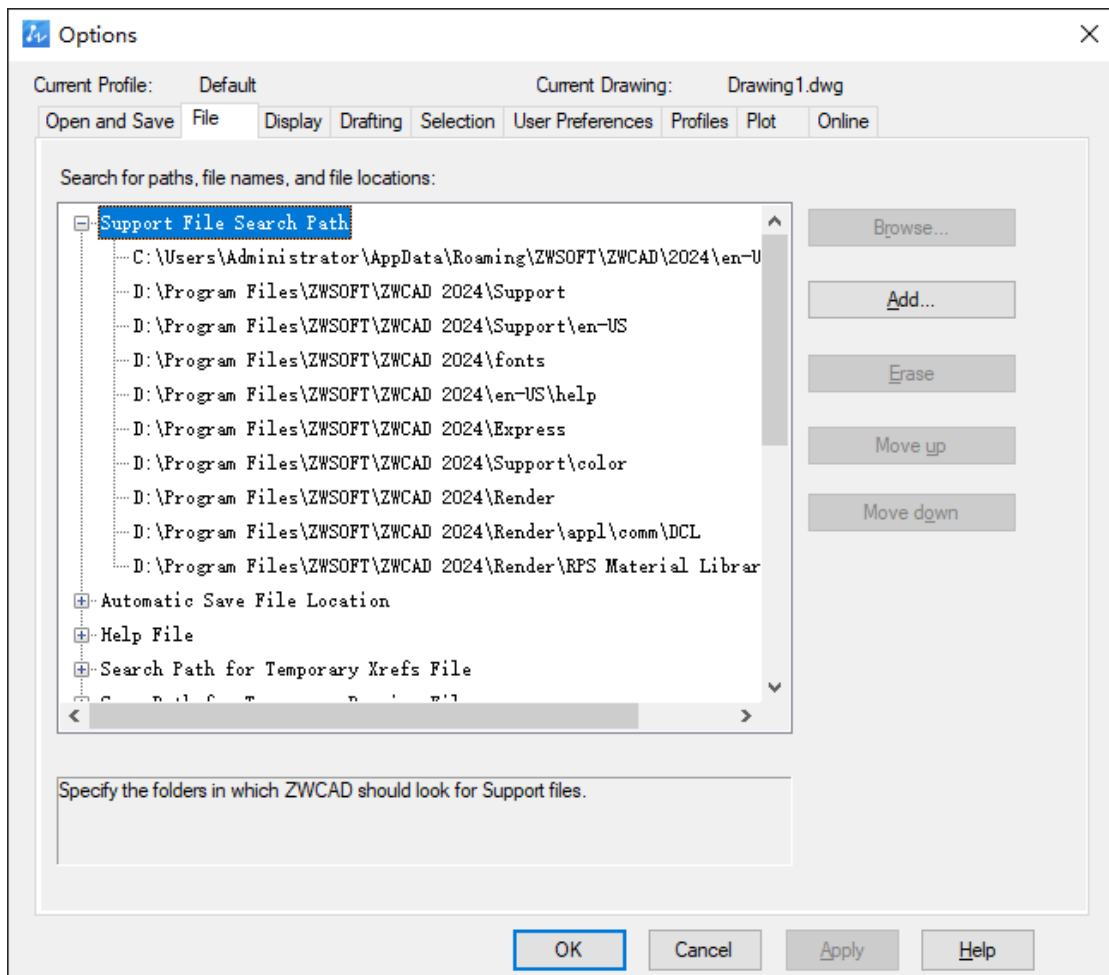 Options
Current Profile: Default Current Drawing: Drawing1.dwg
Open and Save File Display Drafting Selection User Preferences Profiles Plot Online
Search for paths, file names, and file locations:
Support File Search Path
C:\Users\Administrator\AppData\Roaming\ZWSOFT\ZWCAD\2024\en-U
D:\Program Files\ZWSOFT\ZWCAD 2024\Support
D:\Program Files\ZWSOFT\ZWCAD 2024\Support\en-US
D:\Program Files\ZWSOFT\ZWCAD 2024\fonts
D:\Program Files\ZWSOFT\ZWCAD 2024\en-US\help
D:\Program Files\ZWSOFT\ZWCAD 2024\Express
D:\Program Files\ZWSOFT\ZWCAD 2024\Support\color
D:\Program Files\ZWSOFT\ZWCAD 2024\Render
D:\Program Files\ZWSOFT\ZWCAD 2024\Render\appl\comm\DCL
D:\Program Files\ZWSOFT\ZWCAD 2024\Render\RPS Material Librar
Automatic Save File Location
Help File
Search Path for Temporary Xrefs File
Browse...
Add...
Erase
Move up
Move down
Specify the folders in which ZWCAD should look for Support files.
OK Cancel Apply Help